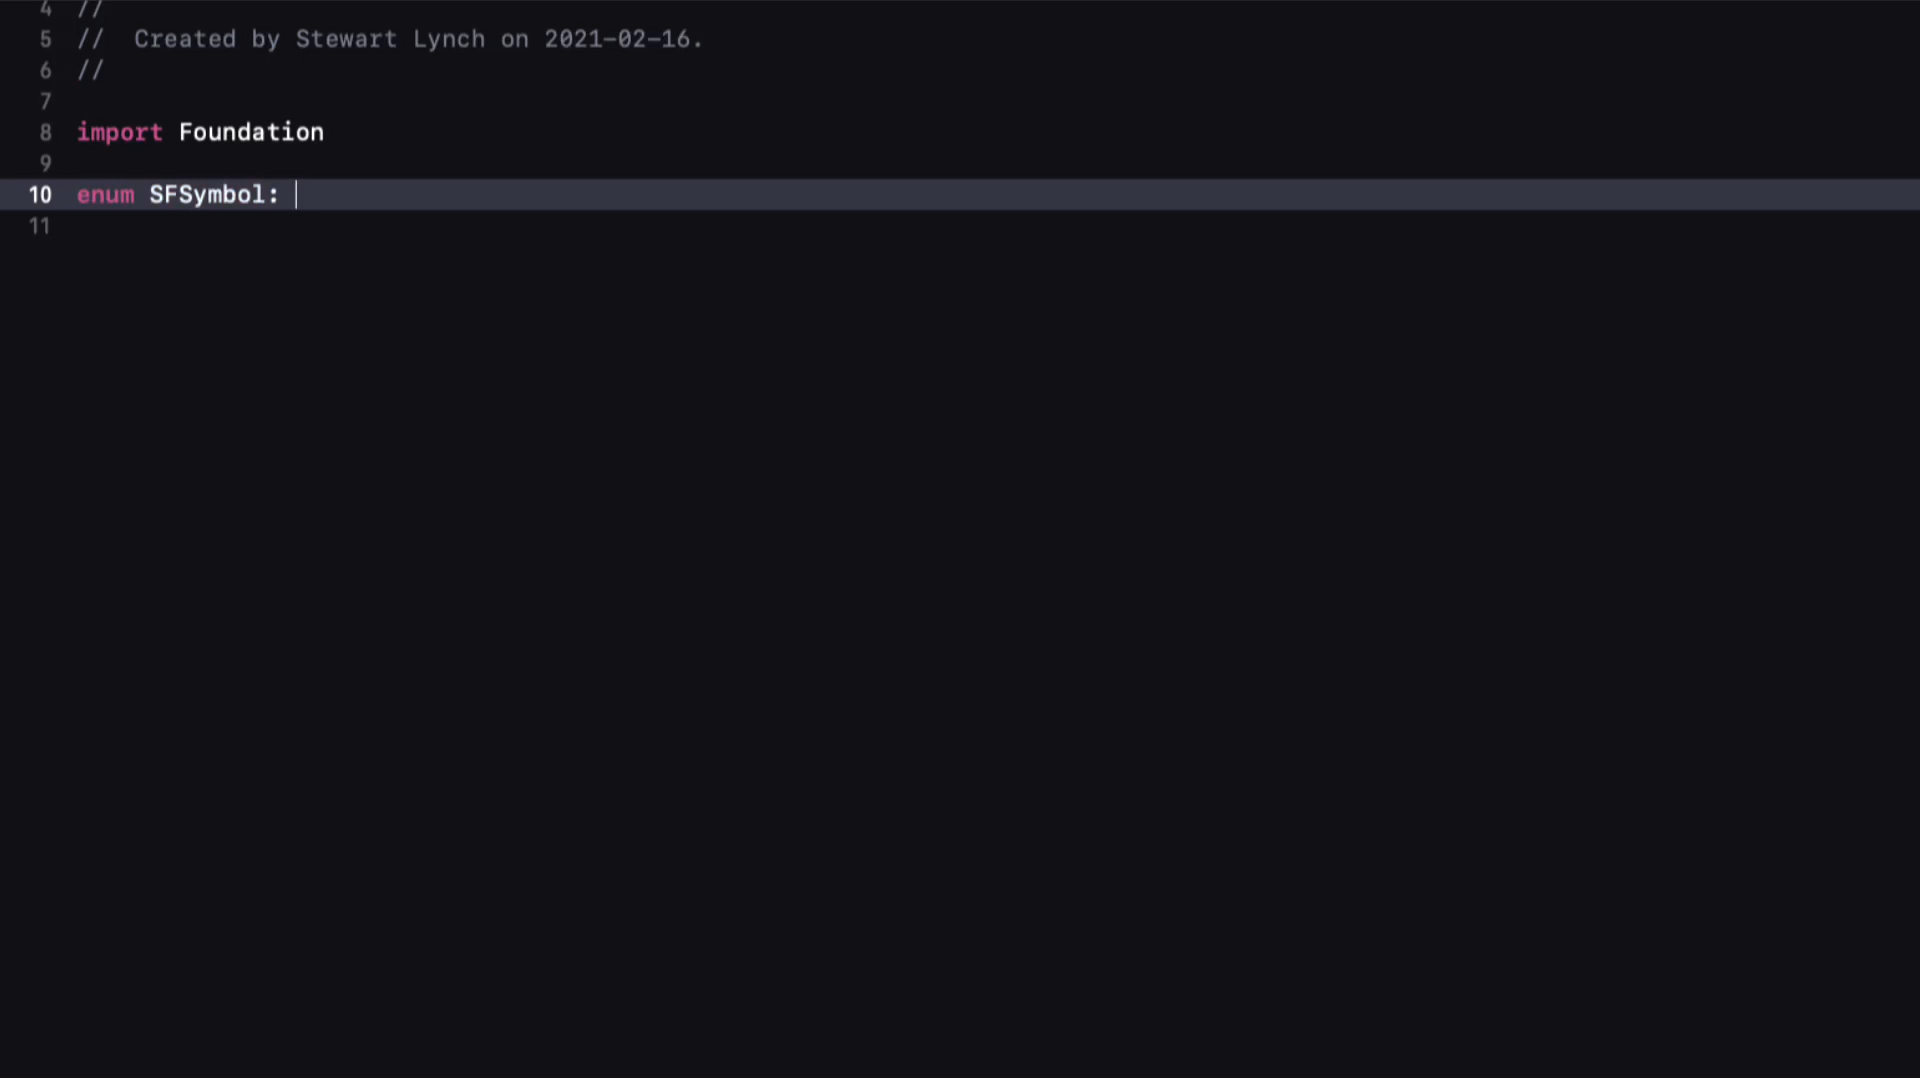 4 //
5 //  Created by Stewart Lynch on 2021-02-16.
6 //
7
8 import Foundation
9
10 enum SFSymbol:
11